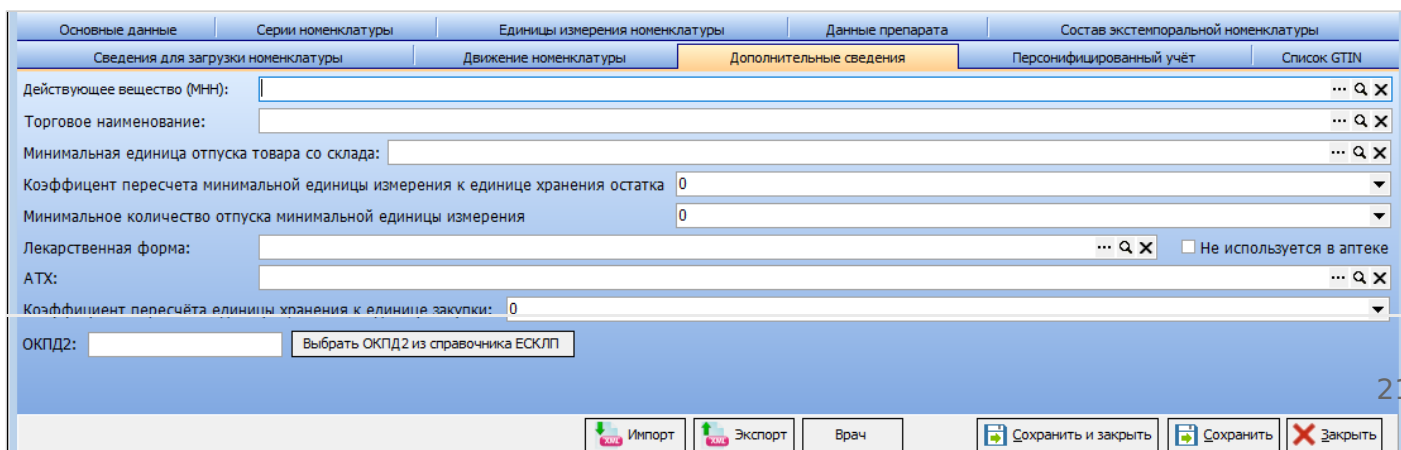 Основные данные Серии номенклатуры Единицы измерения номенклатуры Данные препарата Состав экстемпоральной номенклатуры
Сведения для загрузки номенклатуры Движение номенклатуры Дополнительные сведения Персонифицированный учёт Список GTIN
Действующее вещество (МНН):
Торговое наименование:
Минимальная единица отпуска товара со склада:
Коэффицент пересчета минимальной единицы измерения к единице хранения остатка 0
Минимальное количество отпуска минимальной единицы измерения 0
Лекарственная форма: Не используется в аптеке
АТХ:
Коэффициент пересчёта единицы хранения к единице закупки: 0
ОКПД2: Выбрать ОКПД2 из справочника ЕСКЛП
Импорт Экспорт Врач Сохранить и закрыть Сохранить Закрыть